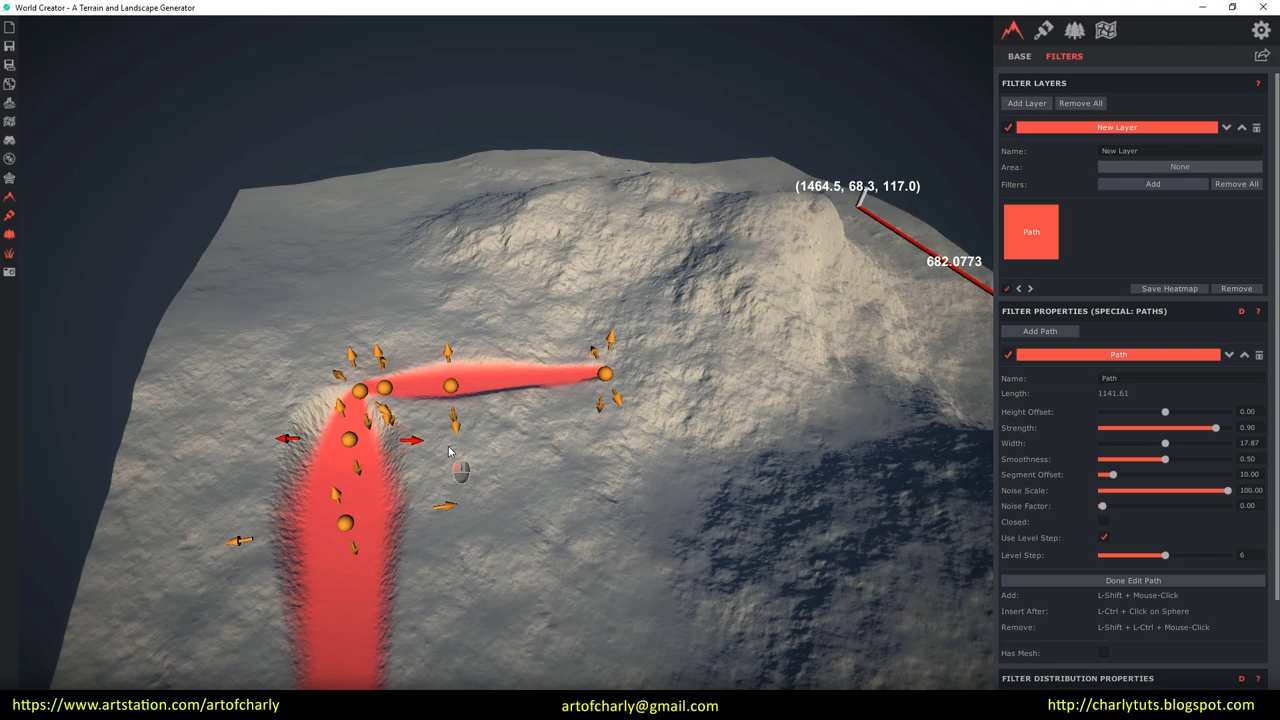 World Creator - A Terrain and Landscape Generator
BASE
FILTERS
FILTER LAYERS
?
Add Layer
Remove All
New Layer
Name:
New Layer
Area:
None
Filters:
Add
Remove All
Path
Save Heatmap
Remove
FILTER PROPERTIES (SPECIAL: PATHS)
D
?
Add Path
Path
Name:
Path
Length:
1141.61
Height Offset:
0.00
Strength:
0.90
Width:
17.87
Smoothness:
0.50
Segment Offset:
10.00
Noise Scale:
100.00
Noise Factor:
0.00
Closed:
Use Level Step:
Level Step:
6
Done Edit Path
Add:
L-Shift + Mouse-Click
Insert After:
L-Ctrl + Click on Sphere
Remove:
L-Shift + L-Ctrl + Mouse-Click
Has Mesh:
FILTER DISTRIBUTION PROPERTIES
D
?
(1464.5, 68.3, 117.0)
682.0773
https://www.artstation.com/artofcharly
artofcharly@gmail.com
http://charlytuts.blogspot.com